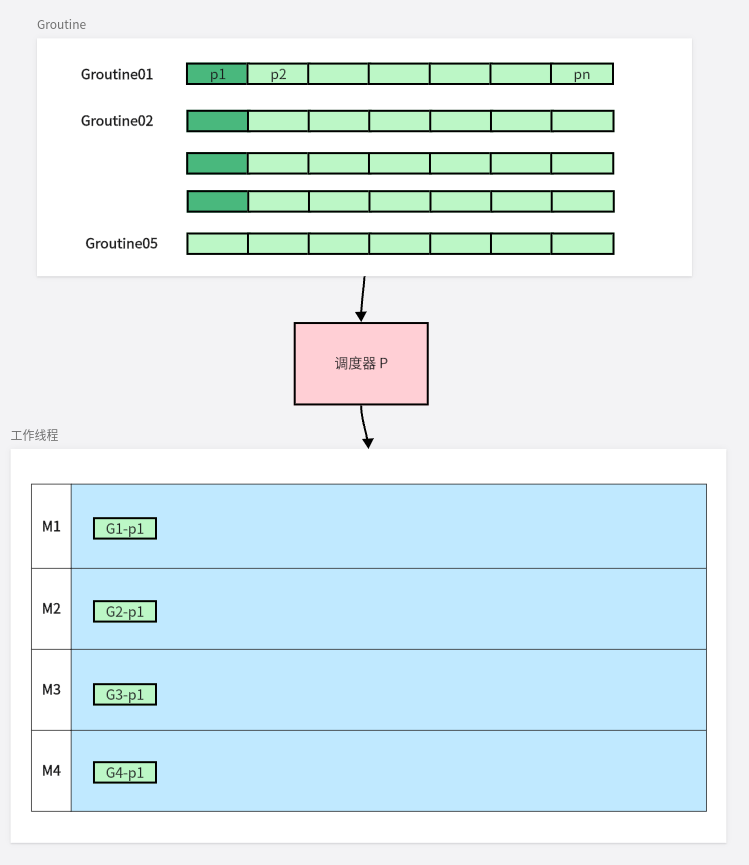 Groutine
Groutine01 p1 p2 pn
Groutine02
Groutine05
调度器 P
工作线程
M1 G1-p1
M2 G2-p1
M3 G3-p1
M4 G4-p1